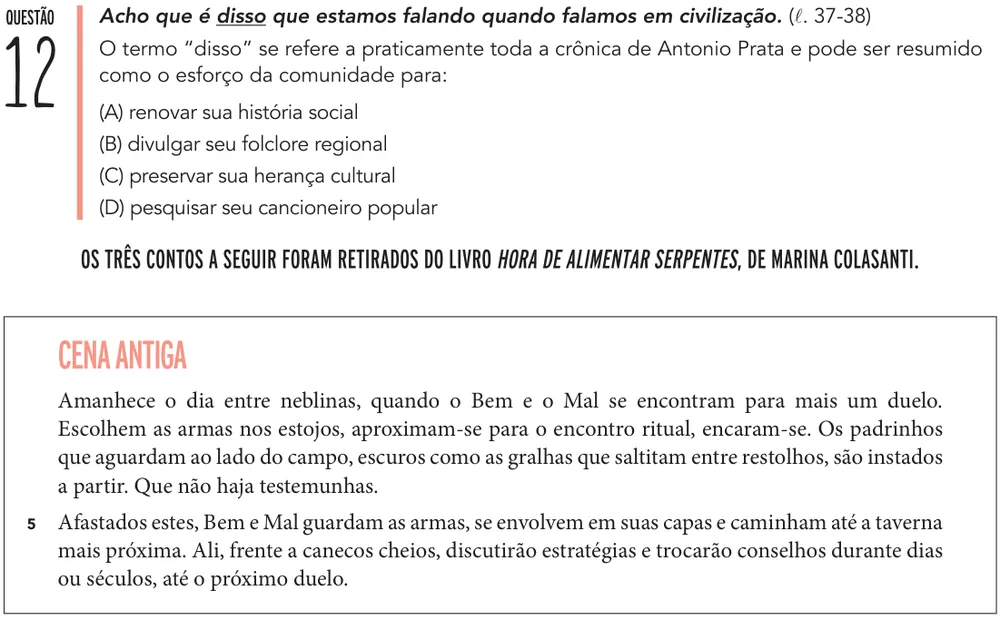 QUESTÃO
12
Acho que é disso que estamos falando quando falamos em civilização. (ℓ. 37-38)
O termo “disso” se refere a praticamente toda a crônica de Antonio Prata e pode ser resumido
como o esforço da comunidade para:
(A) renovar sua história social
(B) divulgar seu folclore regional
(C) preservar sua herança cultural
(D) pesquisar seu cancioneiro popular
OS TRÊS CONTOS A SEGUIR FORAM RETIRADOS DO LIVRO HORA DE ALIMENTAR SERPENTES, DE MARINA COLASANTI.
CENA ANTIGA
Amanhece o dia entre neblinas, quando o Bem e o Mal se encontram para mais um duelo.
Escolhem as armas nos estojos, aproximam-se para o encontro ritual, encaram-se. Os padrinhos
que aguardam ao lado do campo, escuros como as gralhas que saltitam entre restolhos, são instados
a partir. Que não haja testemunhas.
5 Afastados estes, Bem e Mal guardam as armas, se envolvem em suas capas e caminham até a taverna
mais próxima. Ali, frente a canecos cheios, discutirão estratégias e trocarão conselhos durante dias
ou séculos, até o próximo duelo.